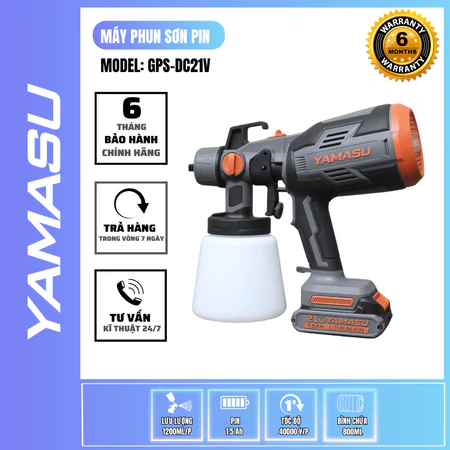 YAMASU
MÁY PHUN SƠN PIN
MODEL: GPS-DC21V
WARRANTY
6
MONTHS
WARRANTY
6
THÁNG
BẢO HÀNH
CHÍNH HÃNG
TRẢ HÀNG
TRONG VÒNG 7 NGÀY
TƯ VẤN
KĨ THUẬT 24/7
YAMASU
YAMASU
LƯU LƯỢNG
1200ML/P
PIN
1.5 Ah
TỐC ĐỘ
40000 V/P
BÌNH CHỨA
800ML